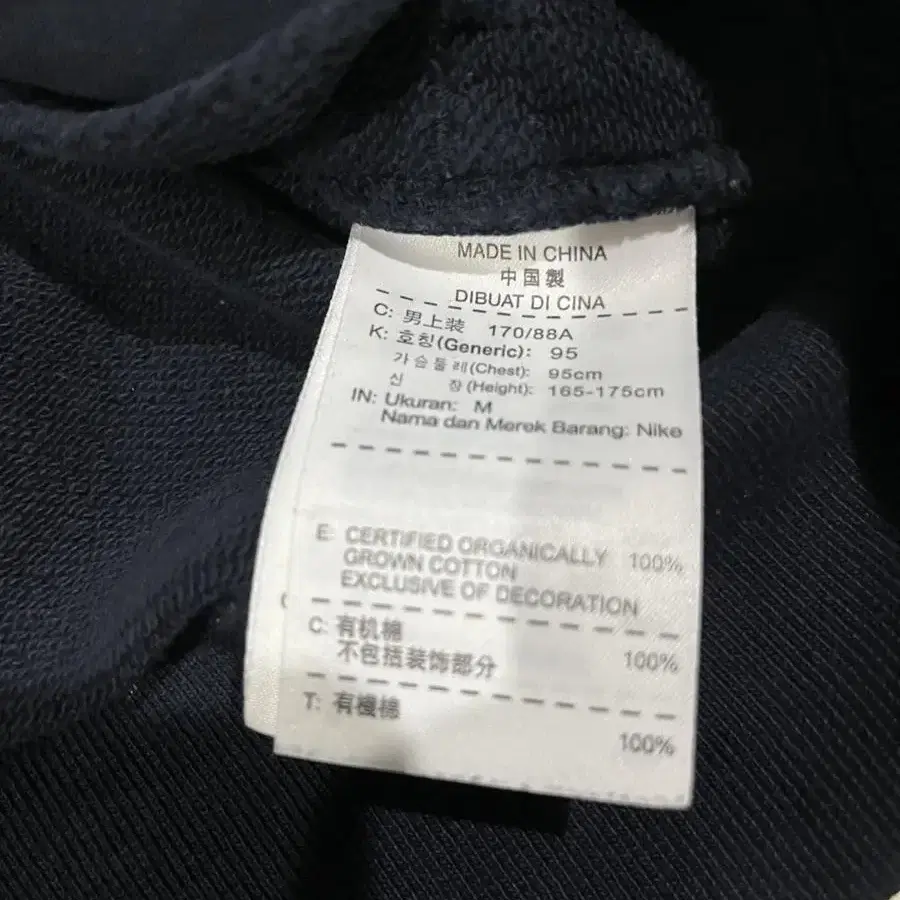 MADE IN CHINA
中国製
DIBUAT DI CINA
C: 男上装 170/88A
K: 호칭(Generic): 95
가슴둘레(Chest): 95cm
신 장(Height): 165-175cm
IN: Ukuran: M
Nama dan Merek Barang: Nike
E: CERTIFIED ORGANICALLY 100%
GROWN COTTON
EXCLUSIVE OF DECORATION
C: 有机棉 100%
不包括装饰部分
T: 有機棉 100%